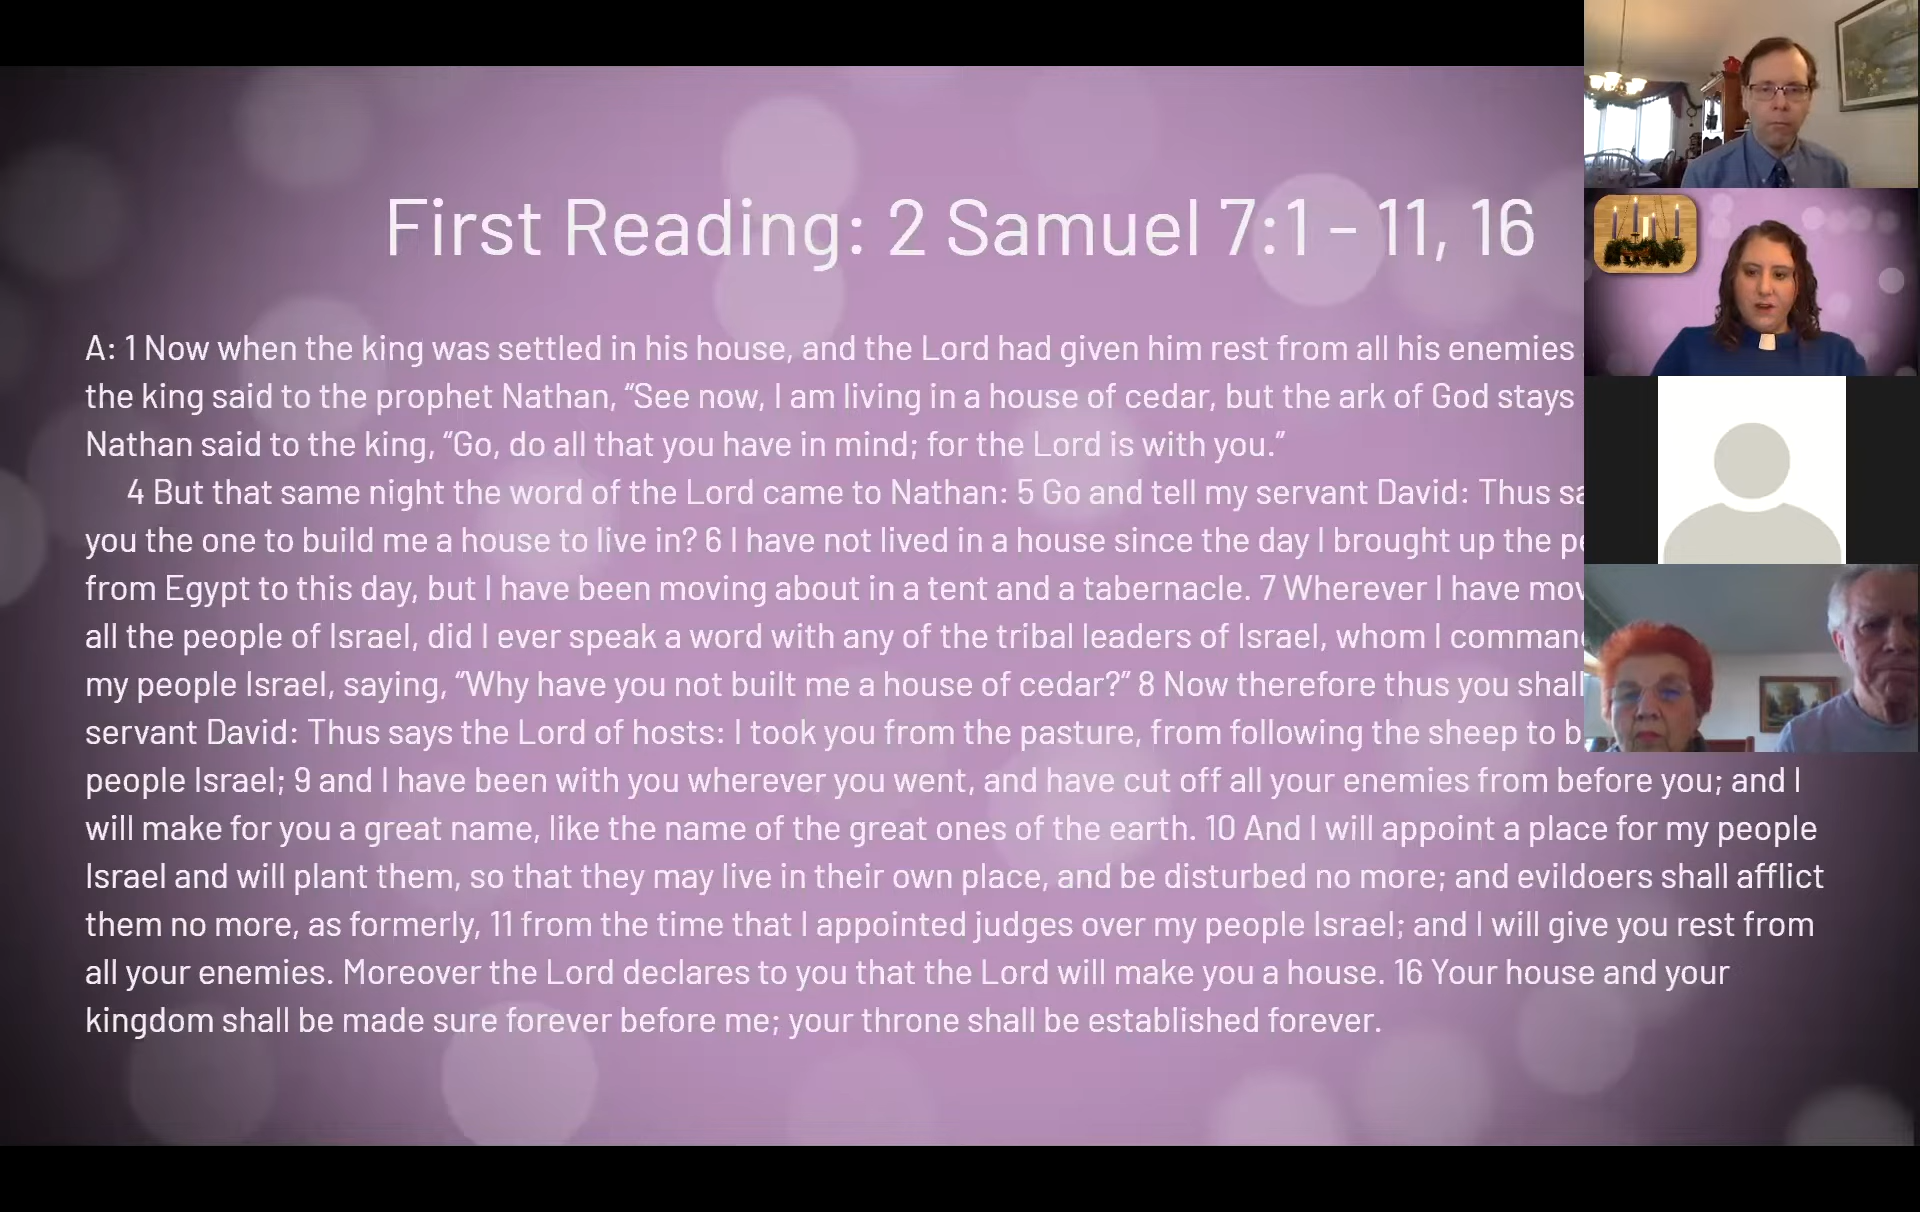 First Reading: 2 Samuel 7:1 - 11, 16
A: 1 Now when the king was settled in his house, and the Lord had given him rest from all his enemies
the king said to the prophet Nathan, “See now, I am living in a house of cedar, but the ark of God stays
Nathan said to the king, “Go, do all that you have in mind; for the Lord is with you.”
4 But that same night the word of the Lord came to Nathan: 5 Go and tell my servant David: Thus
you the one to build me a house to live in? 6 I have not lived in a house since the day I brought up the
from Egypt to this day, but I have been moving about in a tent and a tabernacle. 7 Wherever I have
all the people of Israel, did I ever speak a word with any of the tribal leaders of Israel, whom I
my people Israel, saying, “Why have you not built me a house of cedar?” 8 Now therefore thus you shall
servant David: Thus says the Lord of hosts: I took you from the pasture, from following the sheep to
people Israel; 9 and I have been with you wherever you went, and have cut off all your enemies from before you; and I
will make for you a great name, like the name of the great ones of the earth. 10 And I will appoint a place for my people
Israel and will plant them, so that they may live in their own place, and be disturbed no more; and evildoers shall afflict
them no more, as formerly, 11 from the time that I appointed judges over my people Israel; and I will give you rest from
all your enemies. Moreover the Lord declares to you that the Lord will make you a house. 16 Your house and your
kingdom shall be made sure forever before me; your throne shall be established forever.